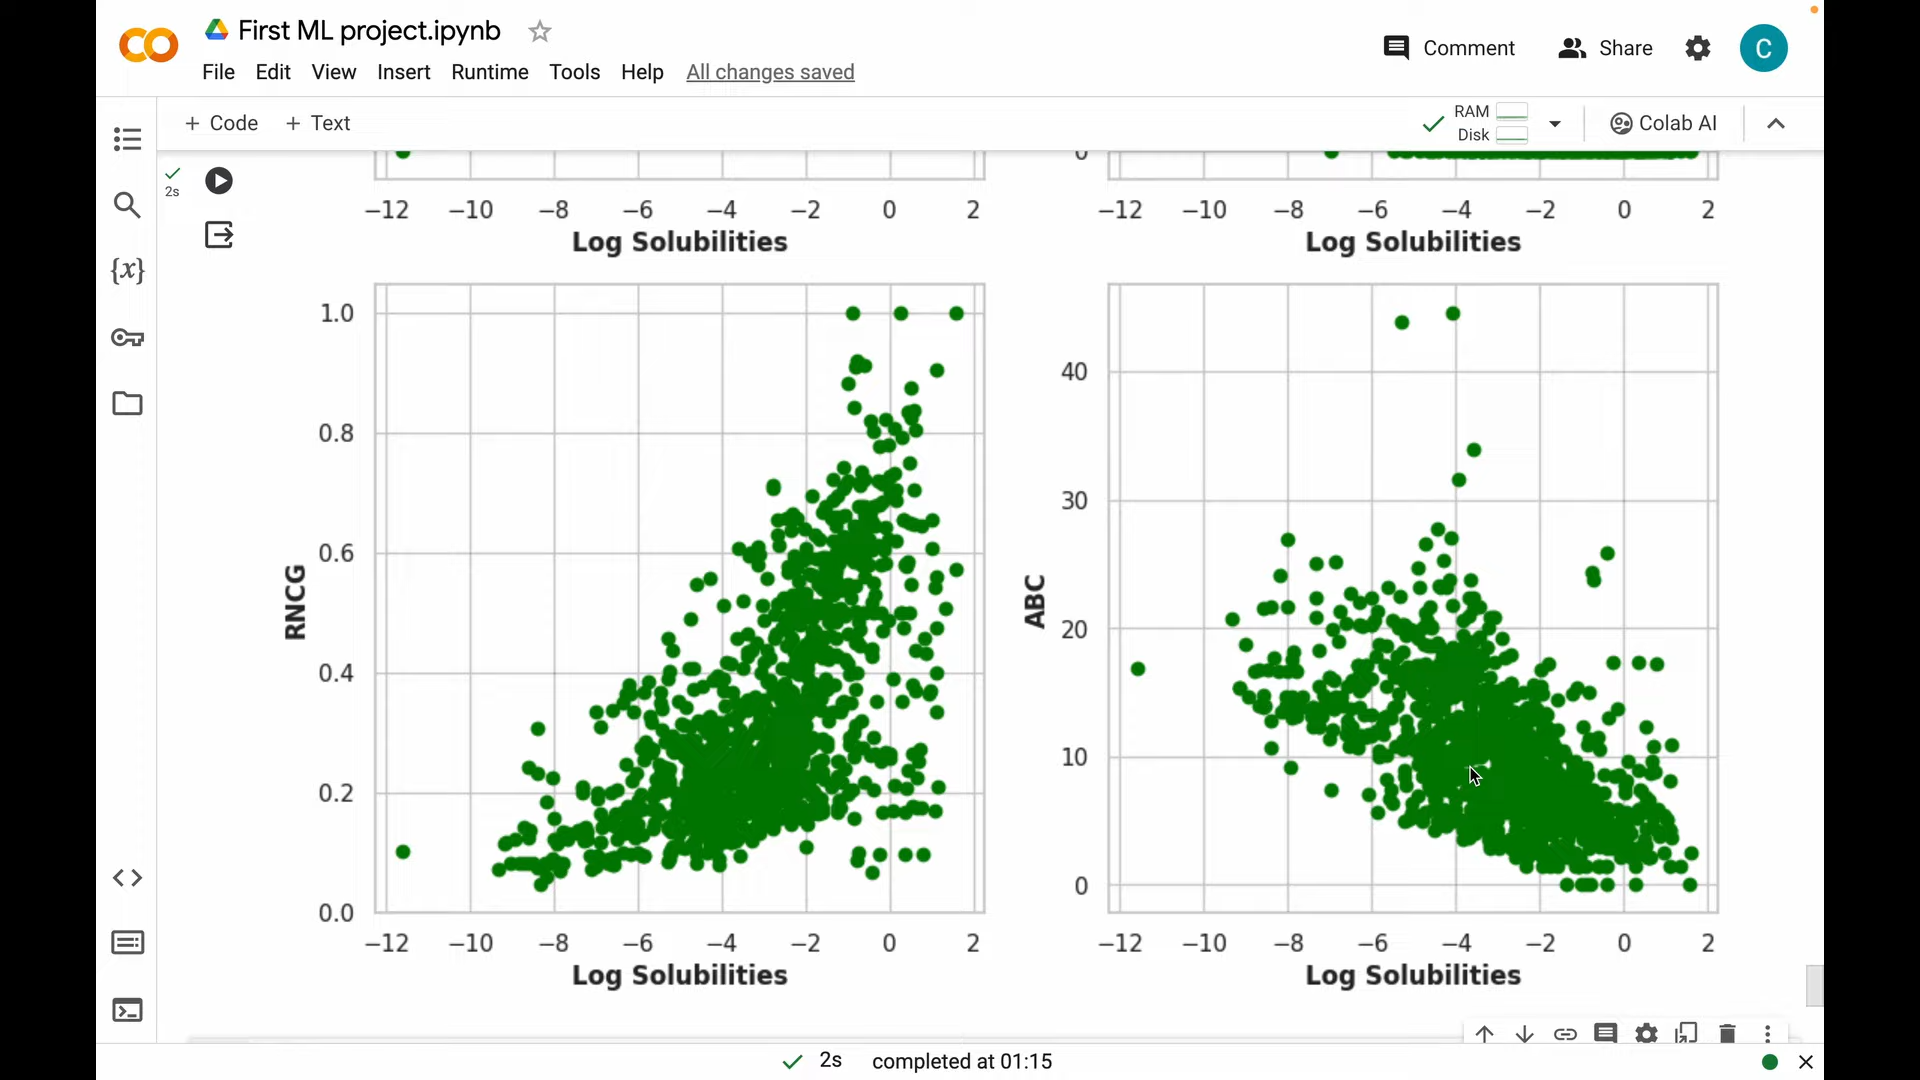 First ML project.ipynb
Comment
Share
C
File Edit View Insert Runtime Tools Help All changes saved
+ Code + Text
RAM
Disk
Colab AI
2s
0
−12 −10 −8 −6 −4 −2 0 2
−12 −10 −8 −6 −4 −2 0 2
Log Solubilities
Log Solubilities
{x}
1.0
0.8
0.6
0.4
0.2
0.0
RNCG
−12 −10 −8 −6 −4 −2 0 2
Log Solubilities
40
30
20
10
0
ABC
−12 −10 −8 −6 −4 −2 0 2
Log Solubilities
2s completed at 01:15